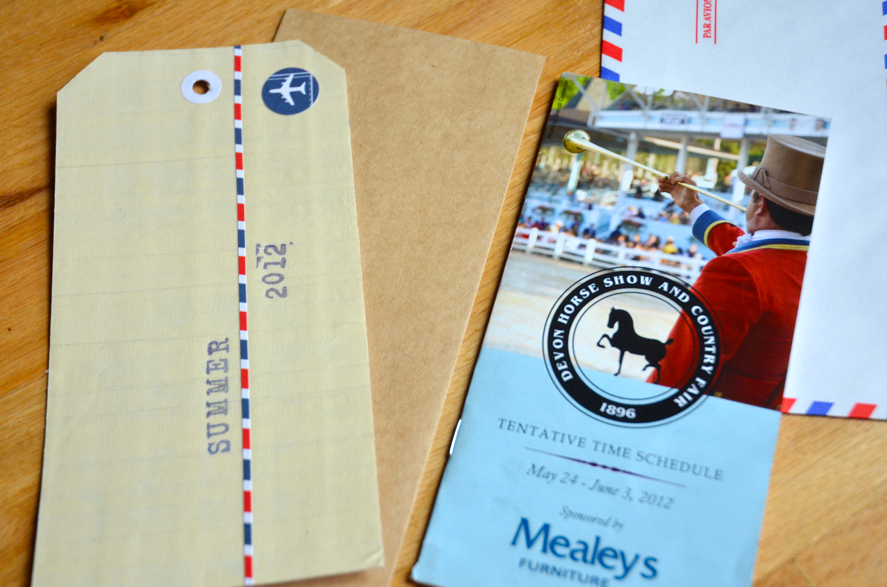 SUMMER
2012
PAR AVION
DEVON HORSE SHOW AND COUNTRY FAIR
1896
TENTATIVE TIME SCHEDULE
May 24 - June 3, 2012
Sponsored by
Mealeys
FURNITURE